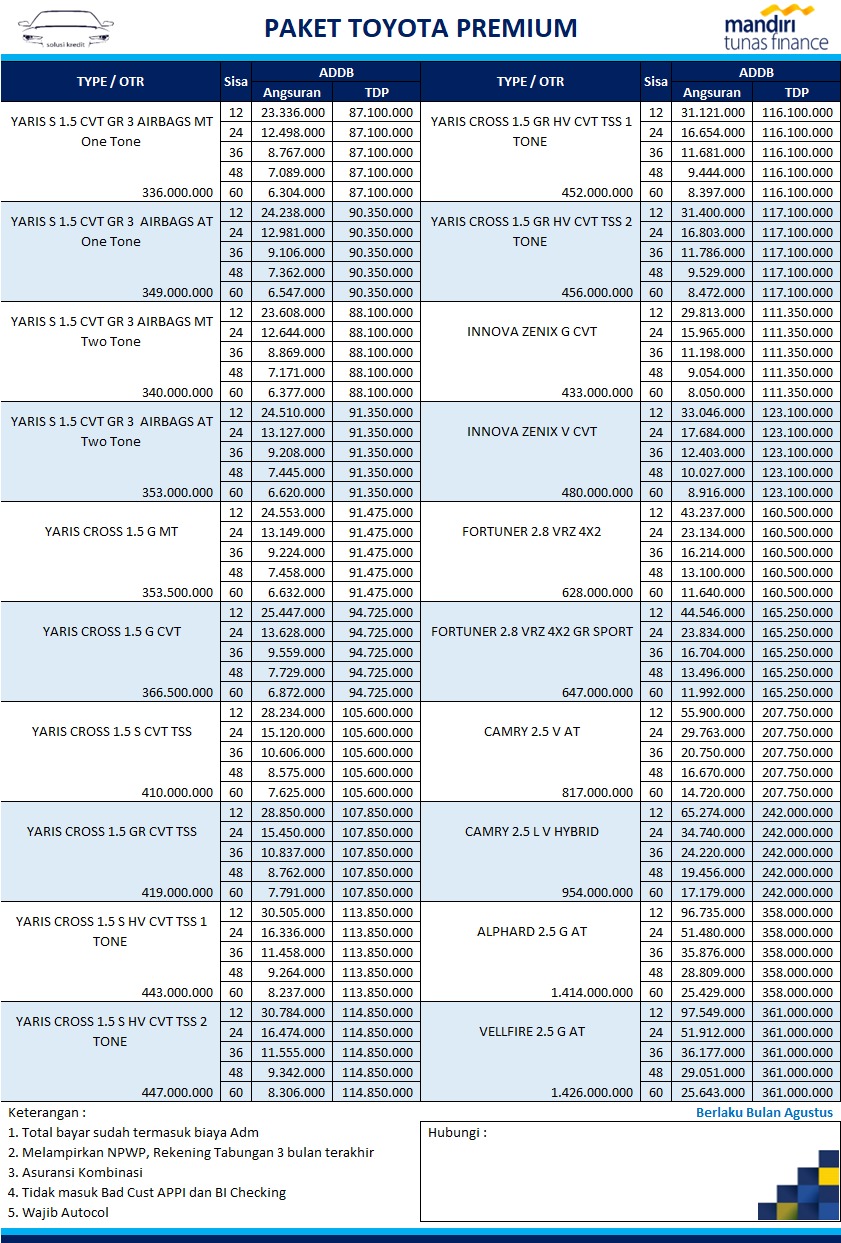 solusi kredit
PAKET TOYOTA PREMIUM
mandiri
tunas finance
TYPE / OTR Sisa ADDB TYPE / OTR Sisa ADDB
Angsuran TDP Angsuran TDP
YARIS S 1.5 CVT GR 3 AIRBAGS MT
One Tone
336.000.000
12 23.336.000 87.100.000
24 12.498.000 87.100.000
36 8.767.000 87.100.000
48 7.089.000 87.100.000
60 6.304.000 87.100.000
YARIS CROSS 1.5 GR HV CVT TSS 1
TONE
452.000.000
12 31.121.000 116.100.000
24 16.654.000 116.100.000
36 11.681.000 116.100.000
48 9.444.000 116.100.000
60 8.397.000 116.100.000
YARIS S 1.5 CVT GR 3 AIRBAGS AT
One Tone
349.000.000
12 24.238.000 90.350.000
24 12.981.000 90.350.000
36 9.106.000 90.350.000
48 7.362.000 90.350.000
60 6.547.000 90.350.000
YARIS CROSS 1.5 GR HV CVT TSS 2
TONE
456.000.000
12 31.400.000 117.100.000
24 16.803.000 117.100.000
36 11.786.000 117.100.000
48 9.529.000 117.100.000
60 8.472.000 117.100.000
YARIS S 1.5 CVT GR 3 AIRBAGS MT
Two Tone
340.000.000
12 23.608.000 88.100.000
24 12.644.000 88.100.000
36 8.869.000 88.100.000
48 7.171.000 88.100.000
60 6.377.000 88.100.000
INNOVA ZENIX G CVT
433.000.000
12 29.813.000 111.350.000
24 15.965.000 111.350.000
36 11.198.000 111.350.000
48 9.054.000 111.350.000
60 8.050.000 111.350.000
YARIS S 1.5 CVT GR 3 AIRBAGS AT
Two Tone
353.000.000
12 24.510.000 91.350.000
24 13.127.000 91.350.000
36 9.208.000 91.350.000
48 7.445.000 91.350.000
60 6.620.000 91.350.000
INNOVA ZENIX V CVT
480.000.000
12 33.046.000 123.100.000
24 17.684.000 123.100.000
36 12.403.000 123.100.000
48 10.027.000 123.100.000
60 8.916.000 123.100.000
YARIS CROSS 1.5 G MT
353.500.000
12 24.553.000 91.475.000
24 13.149.000 91.475.000
36 9.224.000 91.475.000
48 7.458.000 91.475.000
60 6.632.000 91.475.000
FORTUNER 2.8 VRZ 4X2
628.000.000
12 43.237.000 160.500.000
24 23.134.000 160.500.000
36 16.214.000 160.500.000
48 13.100.000 160.500.000
60 11.640.000 160.500.000
YARIS CROSS 1.5 G CVT
366.500.000
12 25.447.000 94.725.000
24 13.628.000 94.725.000
36 9.559.000 94.725.000
48 7.729.000 94.725.000
60 6.872.000 94.725.000
FORTUNER 2.8 VRZ 4X2 GR SPORT
647.000.000
12 44.546.000 165.250.000
24 23.834.000 165.250.000
36 16.704.000 165.250.000
48 13.496.000 165.250.000
60 11.992.000 165.250.000
YARIS CROSS 1.5 S CVT TSS
410.000.000
12 28.234.000 105.600.000
24 15.120.000 105.600.000
36 10.606.000 105.600.000
48 8.575.000 105.600.000
60 7.625.000 105.600.000
CAMRY 2.5 V AT
817.000.000
12 55.900.000 207.750.000
24 29.763.000 207.750.000
36 20.750.000 207.750.000
48 16.670.000 207.750.000
60 14.720.000 207.750.000
YARIS CROSS 1.5 GR CVT TSS
419.000.000
12 28.850.000 107.850.000
24 15.450.000 107.850.000
36 10.837.000 107.850.000
48 8.762.000 107.850.000
60 7.791.000 107.850.000
CAMRY 2.5 L V HYBRID
954.000.000
12 65.274.000 242.000.000
24 34.740.000 242.000.000
36 24.220.000 242.000.000
48 19.456.000 242.000.000
60 17.179.000 242.000.000
YARIS CROSS 1.5 S HV CVT TSS 1
TONE
443.000.000
12 30.505.000 113.850.000
24 16.336.000 113.850.000
36 11.458.000 113.850.000
48 9.264.000 113.850.000
60 8.237.000 113.850.000
ALPHARD 2.5 G AT
1.414.000.000
12 96.735.000 358.000.000
24 51.480.000 358.000.000
36 35.876.000 358.000.000
48 28.809.000 358.000.000
60 25.429.000 358.000.000
YARIS CROSS 1.5 S HV CVT TSS 2
TONE
447.000.000
12 30.784.000 114.850.000
24 16.474.000 114.850.000
36 11.555.000 114.850.000
48 9.342.000 114.850.000
60 8.306.000 114.850.000
VELLFIRE 2.5 G AT
1.426.000.000
12 97.549.000 361.000.000
24 51.912.000 361.000.000
36 36.177.000 361.000.000
48 29.051.000 361.000.000
60 25.643.000 361.000.000
Keterangan :
1. Total bayar sudah termasuk biaya Adm
2. Melampirkan NPWP, Rekening Tabungan 3 bulan terakhir
3. Asuransi Kombinasi
4. Tidak masuk Bad Cust APPI dan BI Checking
5. Wajib Autocol
Berlaku Bulan Agustus
Hubungi :